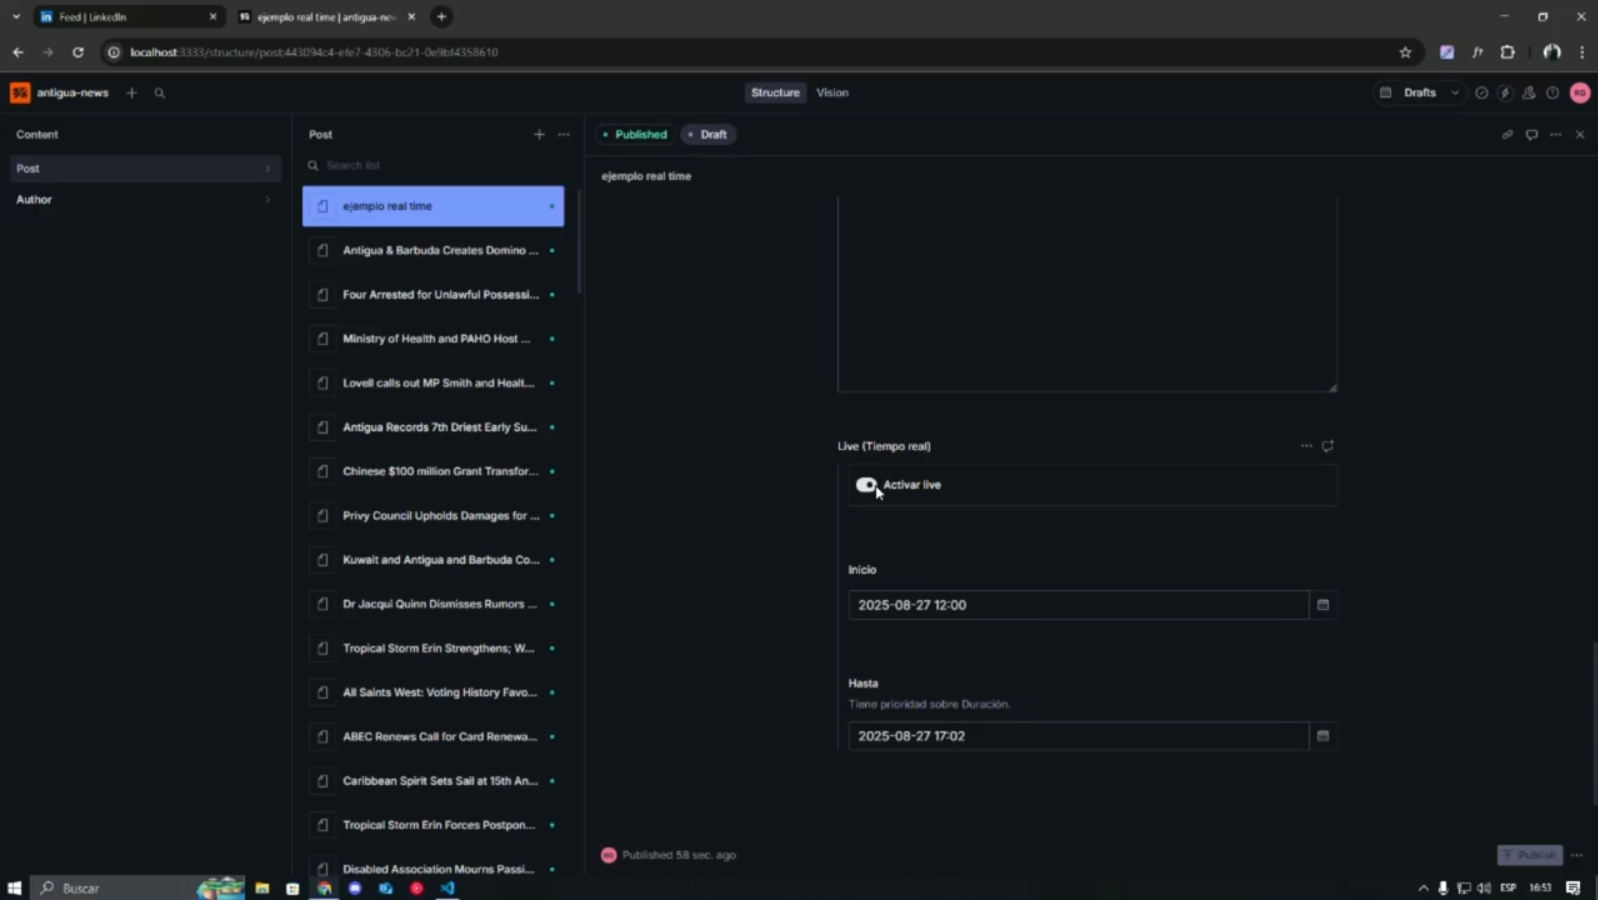 Feed | LinkedIn
ejemplo real time | antigua-nev
localhost:3333/structure/post;443094c4-efe7-4306-bc21-0e9bf4358610
antigua-news
Structure
Vision
Drafts
RG
Content
Post
Author
Post
Search list
ejemplo real time
Antigua & Barbuda Creates Domino ...
Four Arrested for Unlawful Possessi...
Ministry of Health and PAHO Host ...
Lovell calls out MP Smith and Healt...
Antigua Records 7th Driest Early Su...
Chinese $100 million Grant Transfor...
Privy Council Upholds Damages for ...
Kuwait and Antigua and Barbuda Co...
Dr Jacqui Quinn Dismisses Rumors ...
Tropical Storm Erin Strengthens; W...
All Saints West: Voting History Favo...
ABEC Renews Call for Card Renewa...
Caribbean Spirit Sets Sail at 15th An...
Tropical Storm Erin Forces Postpon...
Disabled Association Mourns Passi...
Published
Draft
ejemplo real time
Live (Tiempo real)
Activar live
Inicio
2025-08-27 12:00
Hasta
Tiene prioridad sobre Duración.
2025-08-27 17:02
RG
Published 58 sec. ago
Publish
Buscar
ESP
16:53